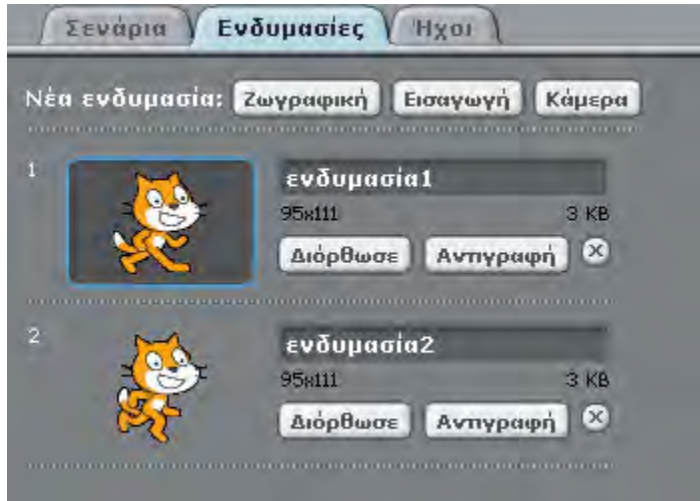 Σενάρια Ενδυμασίες Ήχοι
Νέα ενδυμασία: Ζωγραφική Εισαγωγή Κάμερα
1
ενδυμασία1
95x111 3 KB
Διόρθωσε Αντιγραφή
2
ενδυμασία2
95x111 3 KB
Διόρθωσε Αντιγραφή